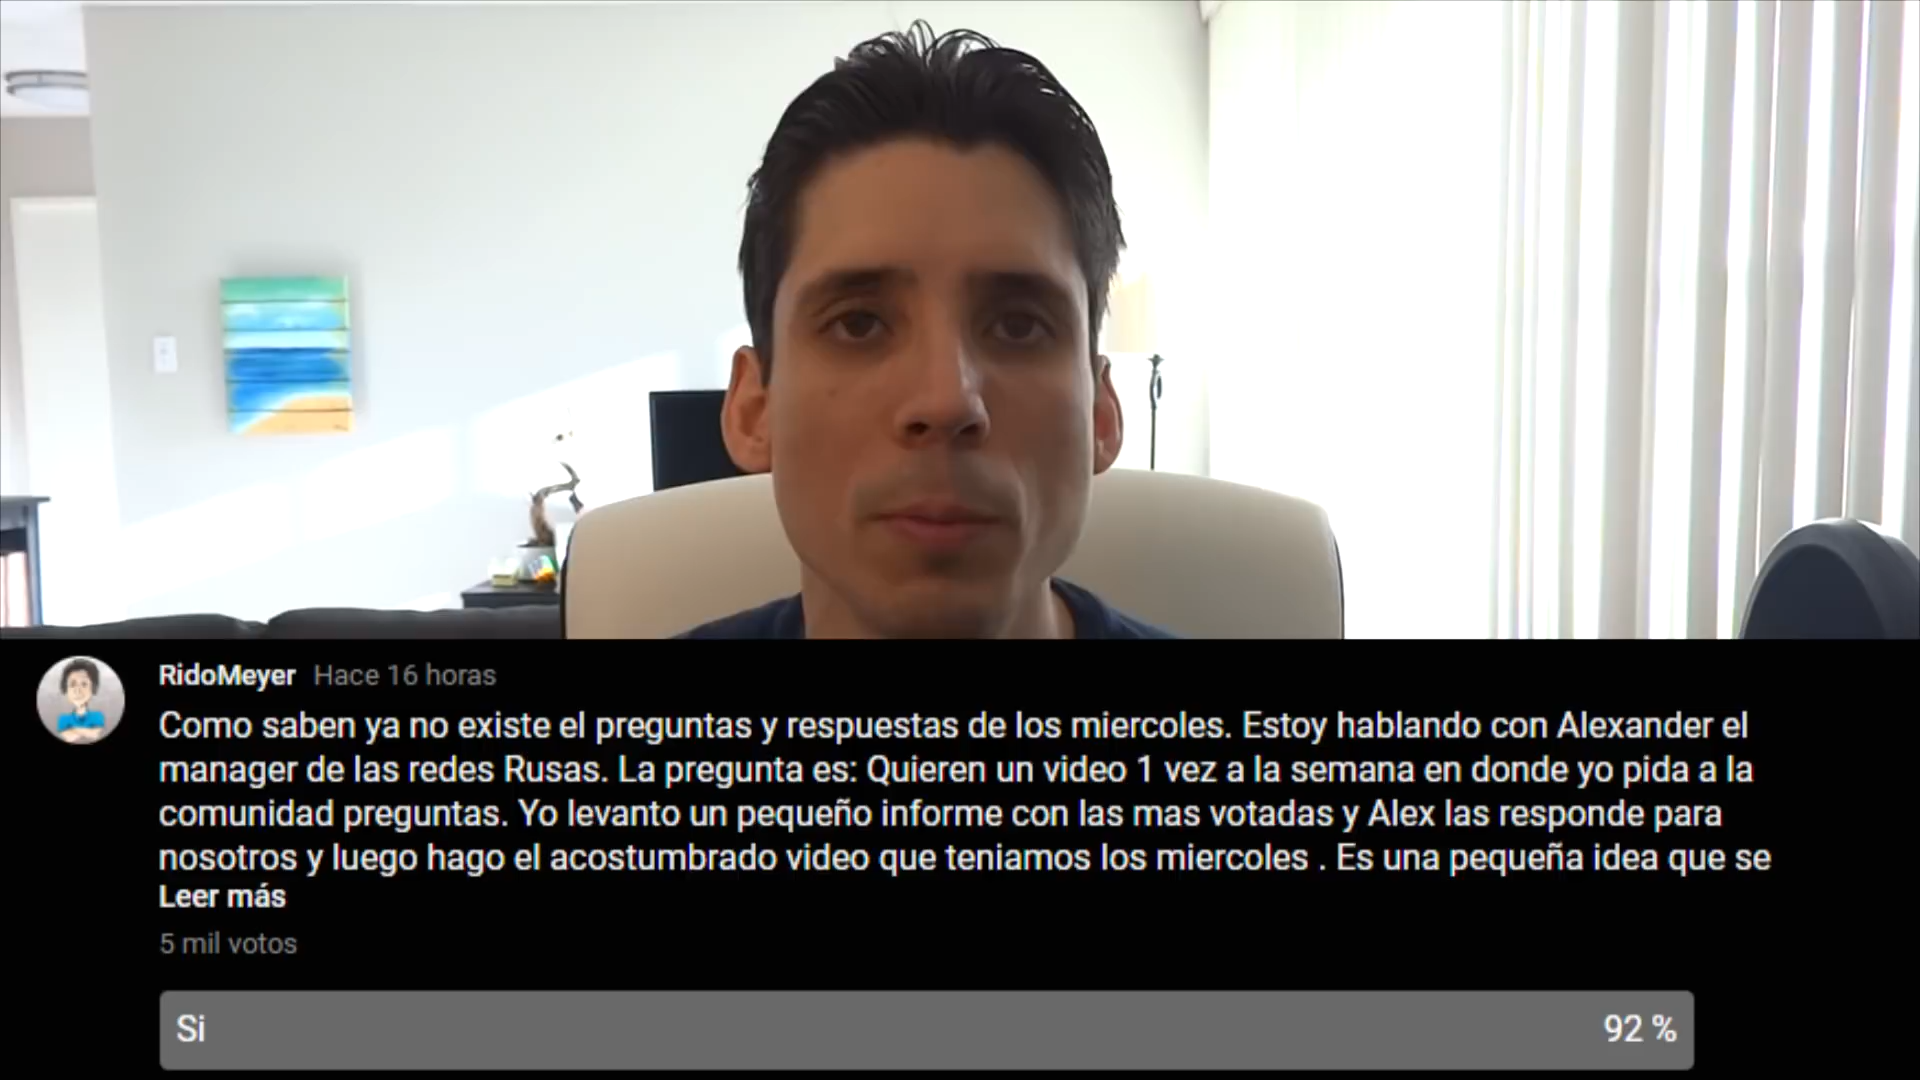 RidoMeyer Hace 16 horas
Como saben ya no existe el preguntas y respuestas de los miercoles. Estoy hablando con Alexander el
manager de las redes Rusas. La pregunta es: Quieren un video 1 vez a la semana en donde yo pida a la
comunidad preguntas. Yo levanto un pequeño informe con las mas votadas y Alex las responde para
nosotros y luego hago el acostumbrado video que teniamos los miercoles . Es una pequeña idea que se
Leer más
5 mil votos
Si 92 %